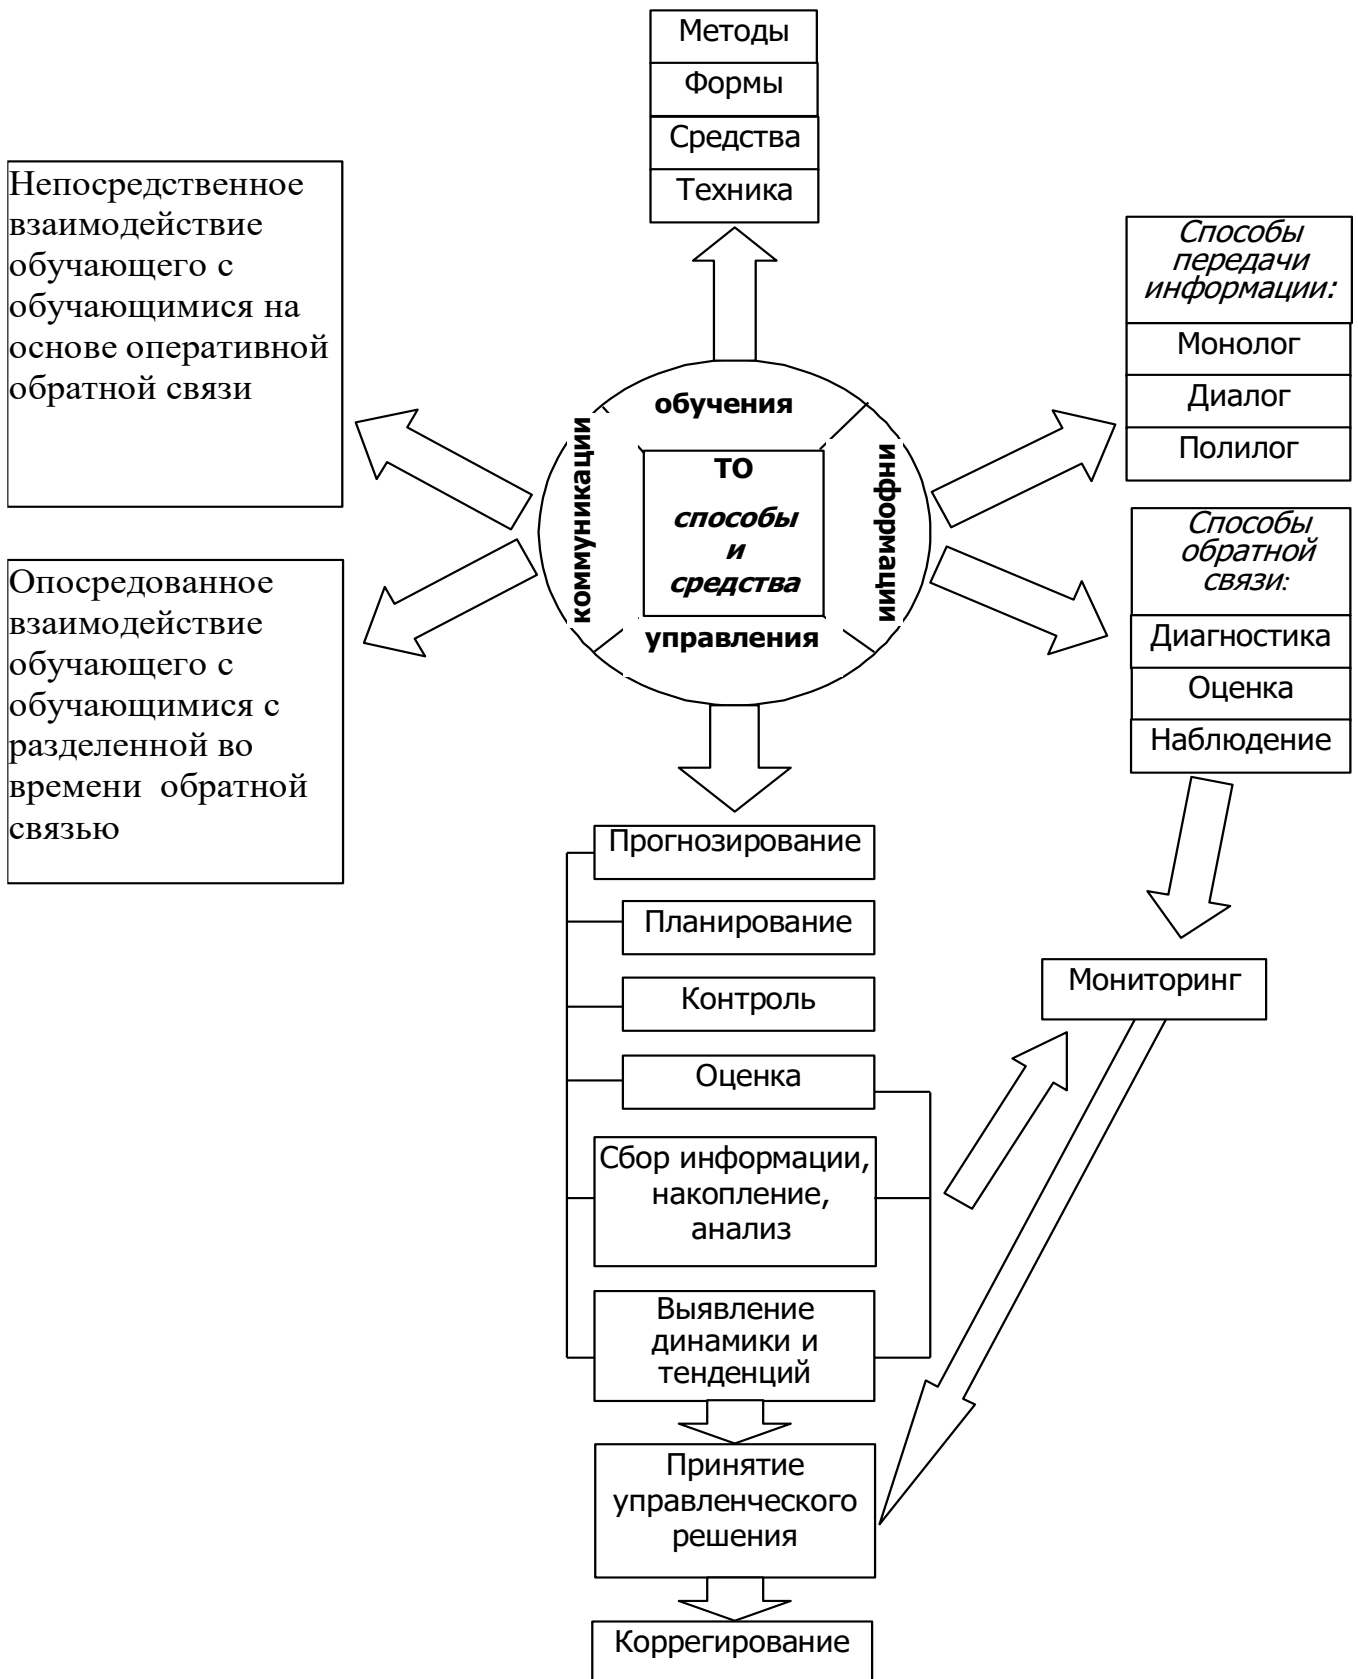 Методы
Формы
Средства
Техника
Непосредственное
взаимодействие
обучающего с
обучающимися на
основе оперативной
обратной связи
Опосредованное
взаимодействие
обучающего с
обучающимися с
разделенной во
времени обратной
связью
обучения
коммуникации
ТО
способы
и
средства
информации
управления
Способы
передачи
информации:
Монолог
Диалог
Полилог
Способы
обратной
связи:
Диагностика
Оценка
Наблюдение
Мониторинг
Прогнозирование
Планирование
Контроль
Оценка
Сбор информации,
накопление,
анализ
Выявление
динамики и
тенденций
Принятие
управленческого
решения
Коррегирование